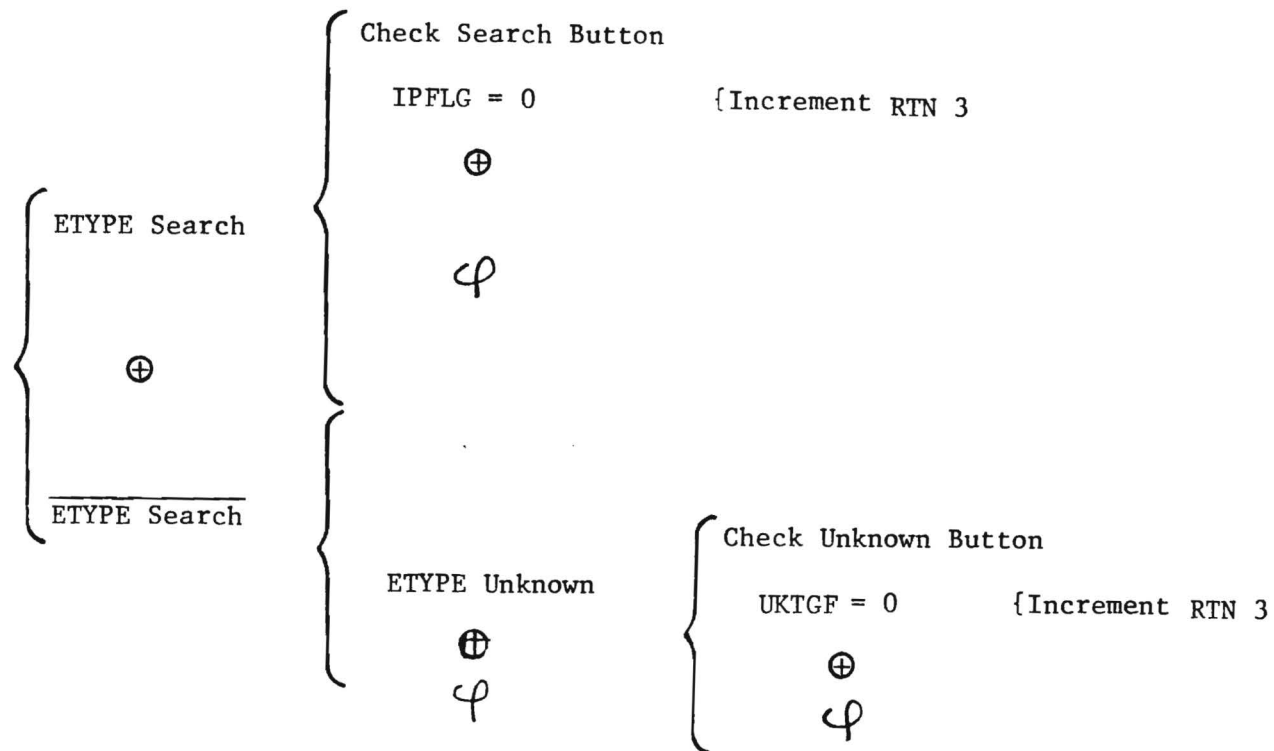 Check Search Button
IPFLG = 0 {Increment RTN 3
⊕
φ
ETYPE Search
⊕
ETYPE Search
Check Unknown Button
ETYPE Unknown
UKTGF = 0 {Increment RTN 3
⊕
⊕
φ
φ